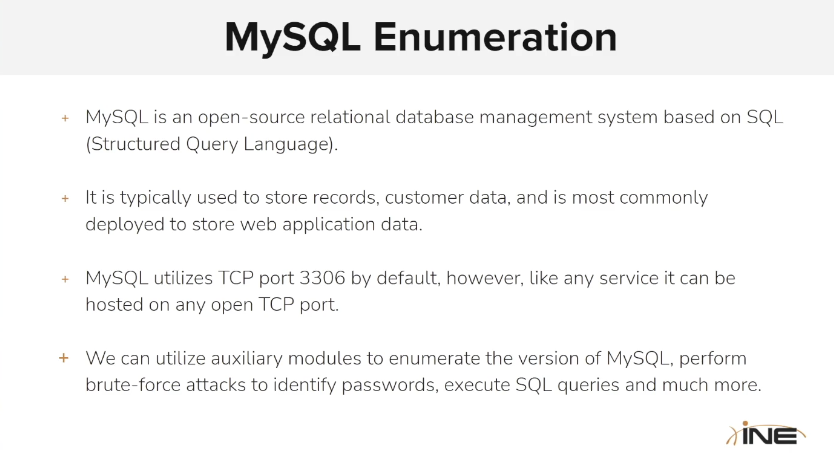 MySQL Enumeration
+ MySQL is an open-source relational database management system based on SQL
(Structured Query Language).
+ It is typically used to store records, customer data, and is most commonly
deployed to store web application data.
+ MySQL utilizes TCP port 3306 by default, however, like any service it can be
hosted on any open TCP port.
+ We can utilize auxiliary modules to enumerate the version of MySQL, perform
brute-force attacks to identify passwords, execute SQL queries and much more.
iNE